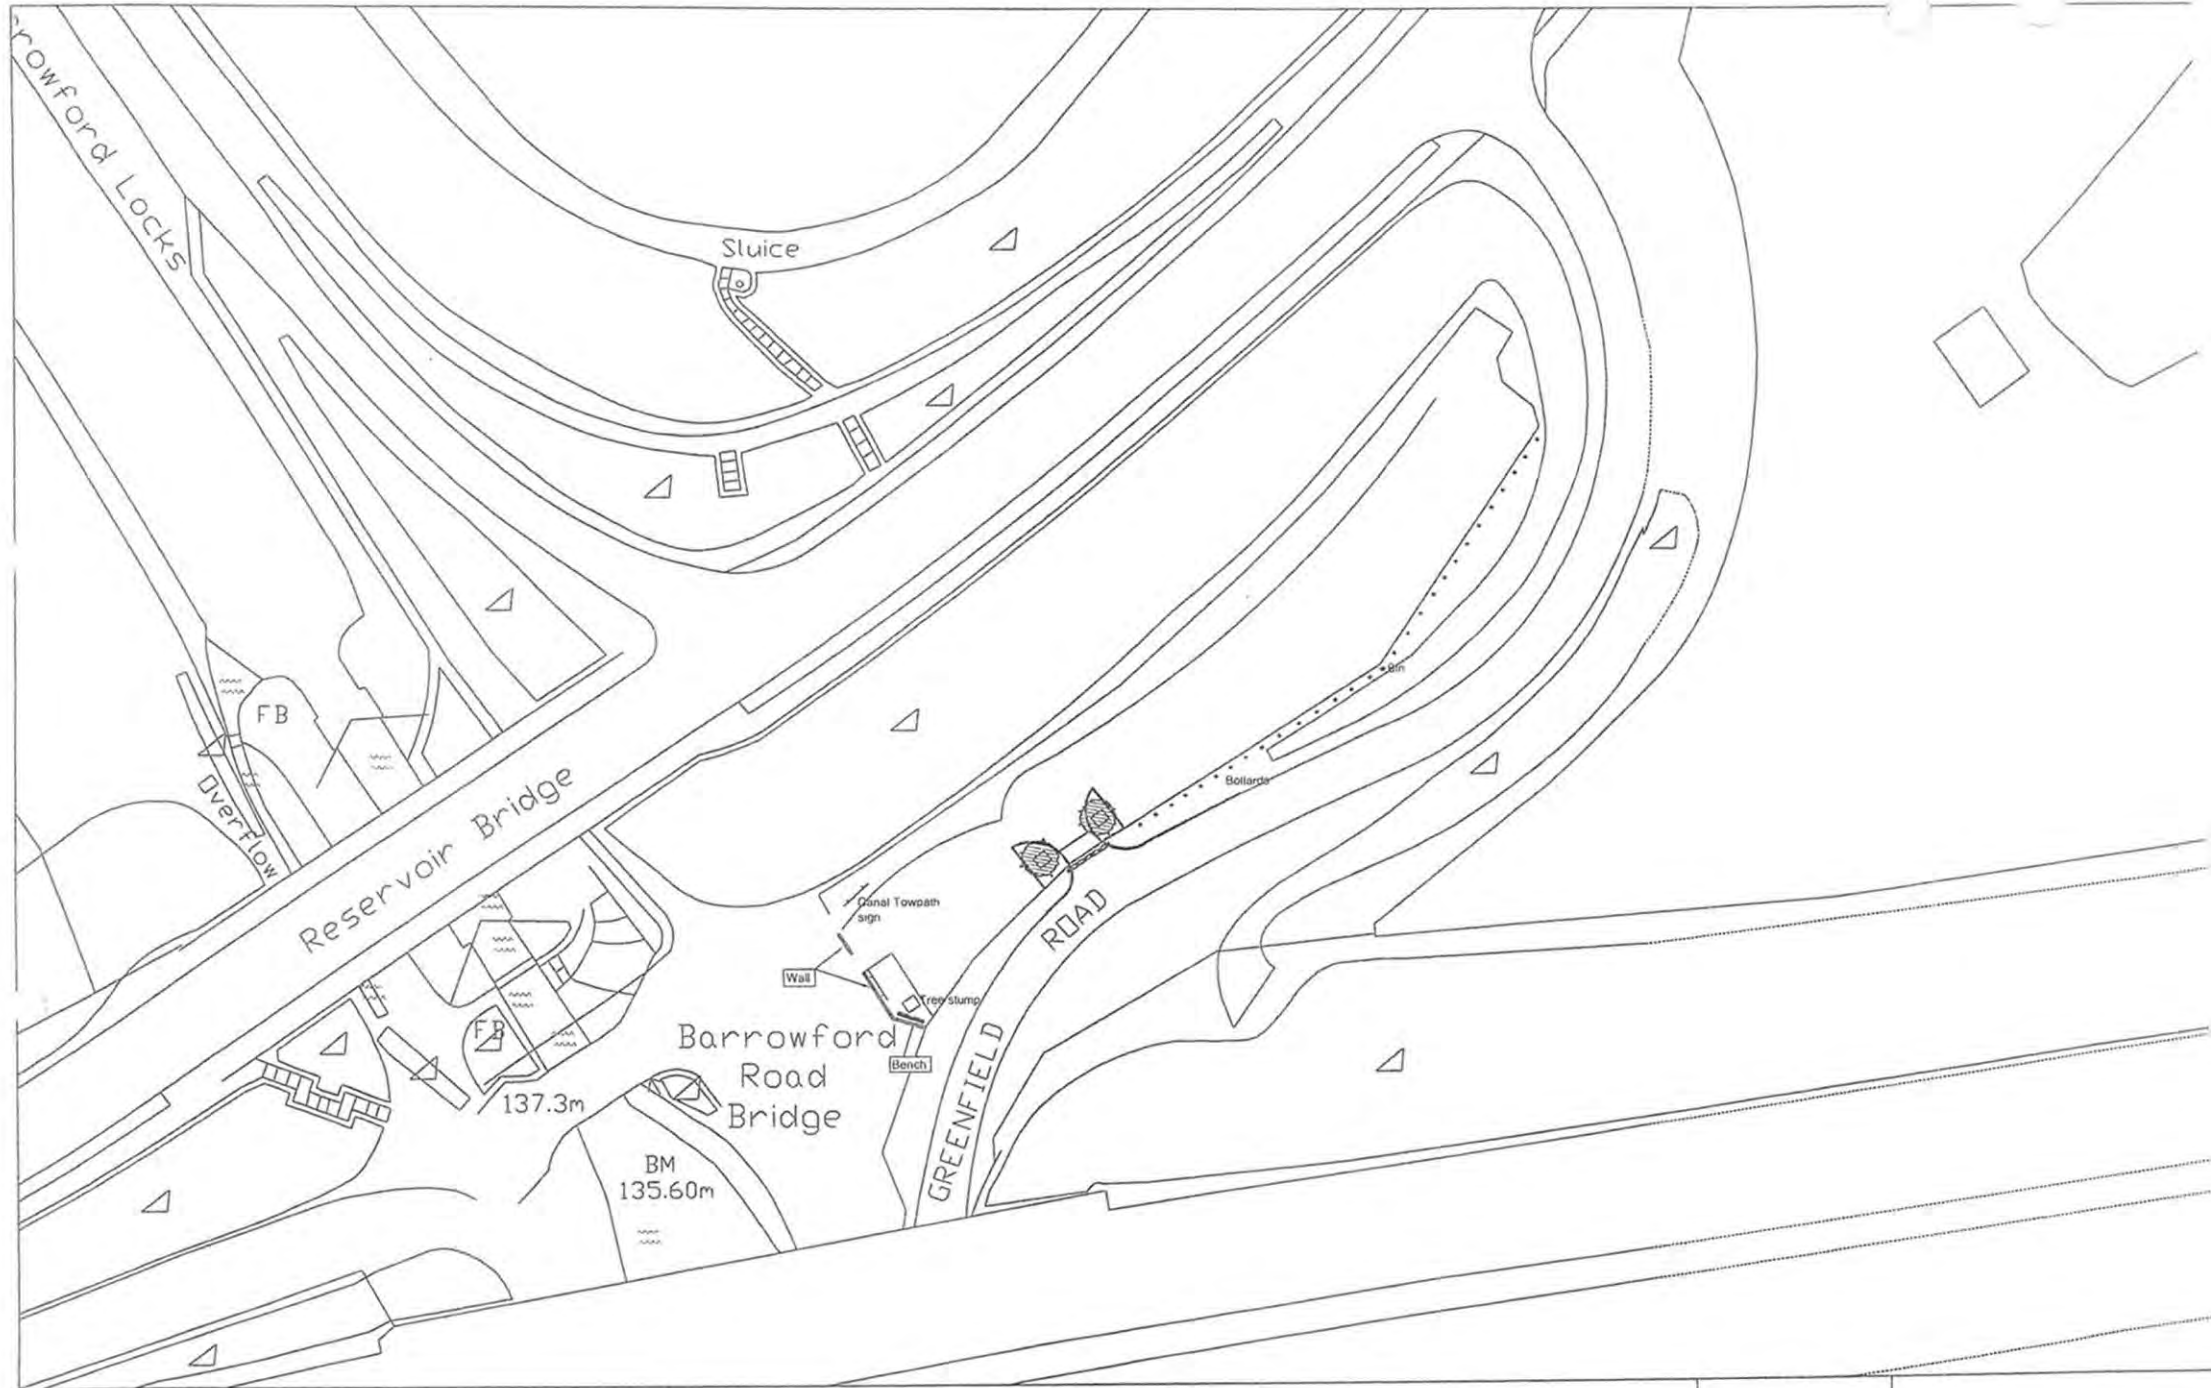 rowford Locks
Sluice
FB
Overflow
Reservoir Bridge
Bin
Bollards
Canal Towpath
sign
Wall
Tree stump
Bench
ROAD
GREENFIELD
FB
137.3m
Barrowford
Road
Bridge
BM
135.60m